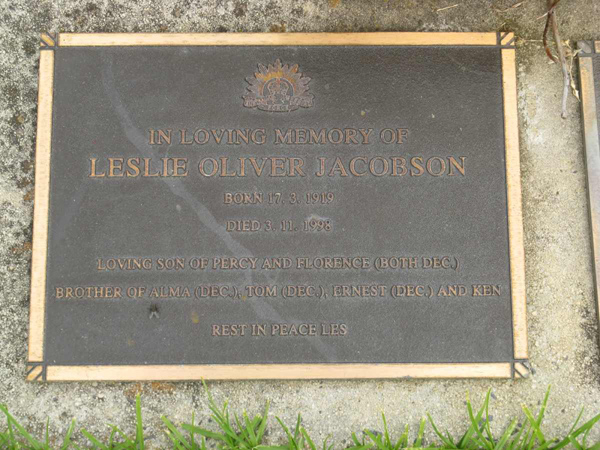 IN LOVING MEMORY OF
LESLIE OLIVER JACOBSON
BORN 17. 3. 1919
DIED 3. 11. 1998
LOVING SON OF PERCY AND FLORENCE (BOTH DEC.)
BROTHER OF ALMA (DEC.), TOM (DEC.), ERNEST (DEC.) AND KEN
REST IN PEACE LES